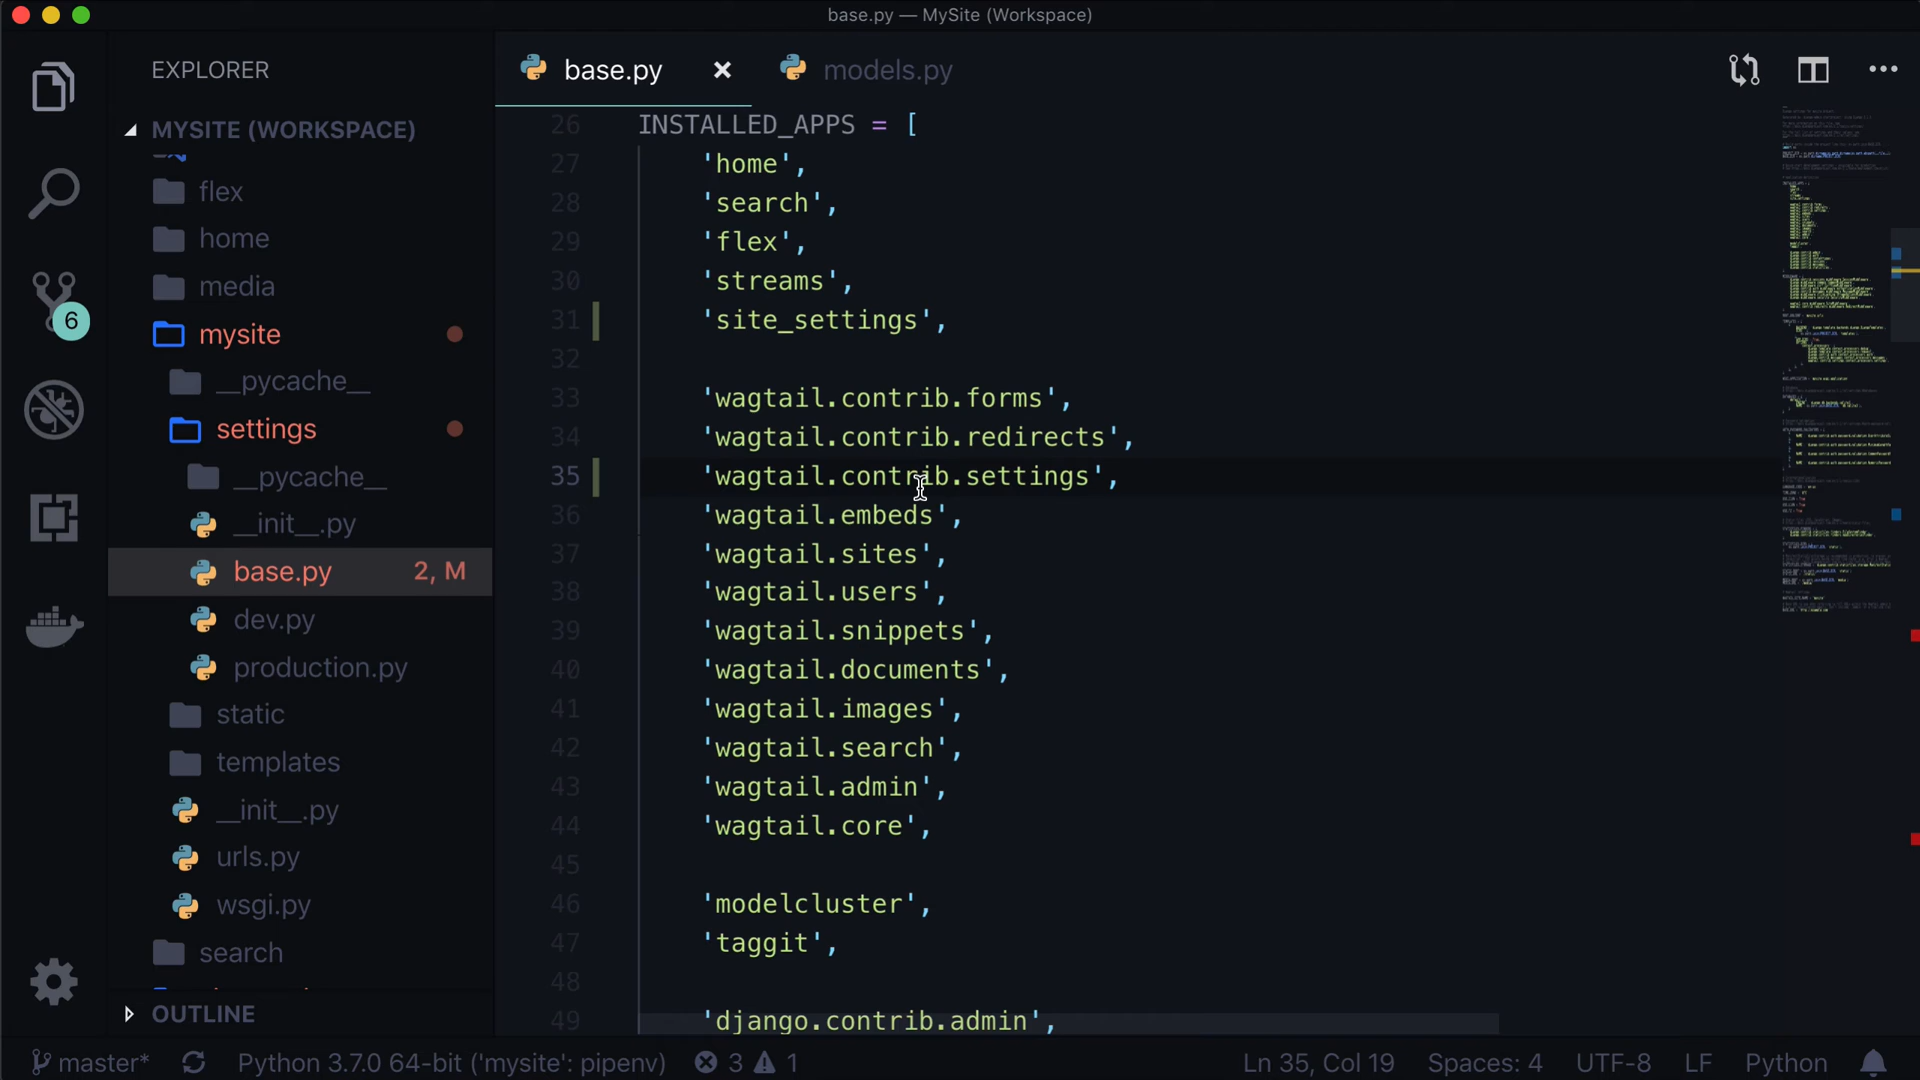 base.py — MySite (Workspace)
EXPLORER
MYSITE (WORKSPACE)
flex
home
media
mysite
__pycache__
settings
__pycache__
__init__.py
base.py 2, M
dev.py
production.py
static
templates
__init__.py
urls.py
wsgi.py
search
OUTLINE
6
base.py
models.py
26 INSTALLED_APPS = [
27 'home',
28 'search',
29 'flex',
30 'streams',
31 'site_settings',
32
33 'wagtail.contrib.forms',
34 'wagtail.contrib.redirects',
35 'wagtail.contrib.settings',
36 'wagtail.embeds',
37 'wagtail.sites',
38 'wagtail.users',
39 'wagtail.snippets',
40 'wagtail.documents',
41 'wagtail.images',
42 'wagtail.search',
43 'wagtail.admin',
44 'wagtail.core',
45
46 'modelcluster',
47 'taggit',
48
49 'django.contrib.admin',
master* Python 3.7.0 64-bit ('mysite': pipenv) 3 1 Ln 35, Col 19 Spaces: 4 UTF-8 LF Python